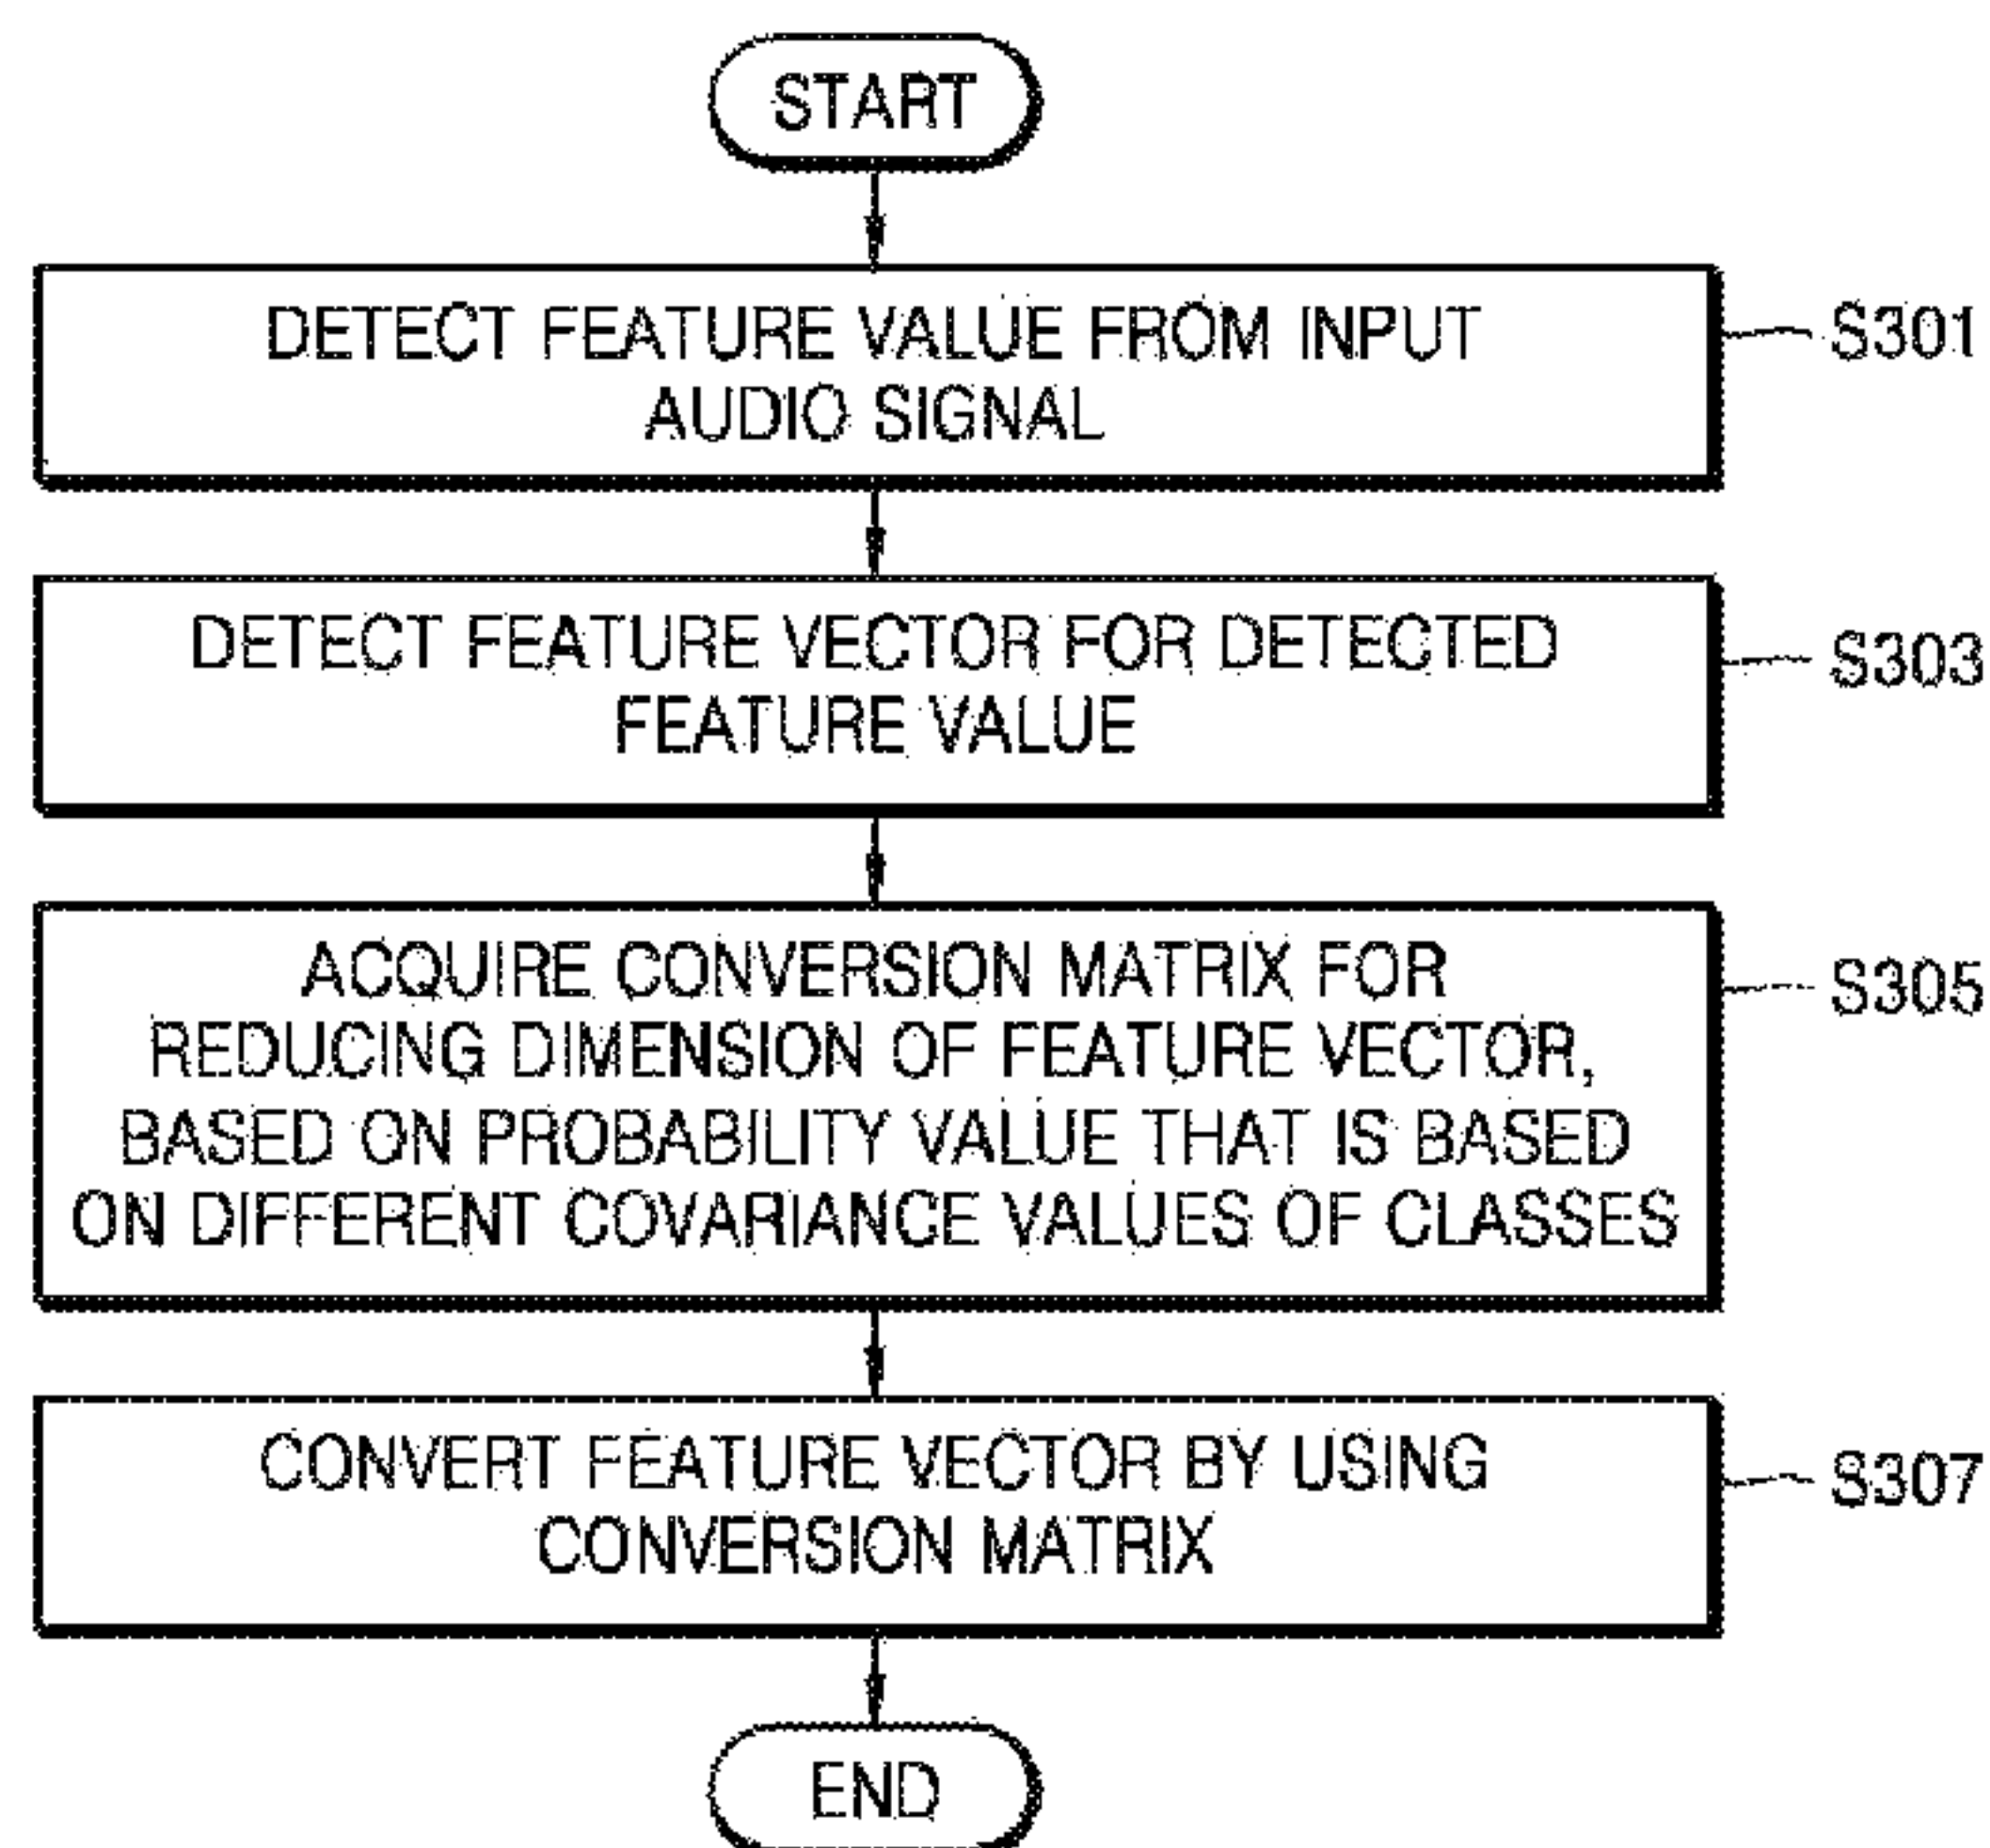 START
DETECT FEATURE VALUE FROM INPUT
AUDIO SIGNAL
S301
DETECT FEATURE VECTOR FOR DETECTED
FEATURE VALUE
S303
ACQUIRE CONVERSION MATRIX FOR
REDUCING DIMENSION OF FEATURE VECTOR,
BASED ON PROBABILITY VALUE THAT IS BASED
ON DIFFERENT COVARIANCE VALUES OF CLASSES
S305
CONVERT FEATURE VECTOR BY USING
CONVERSION MATRIX
S307
END